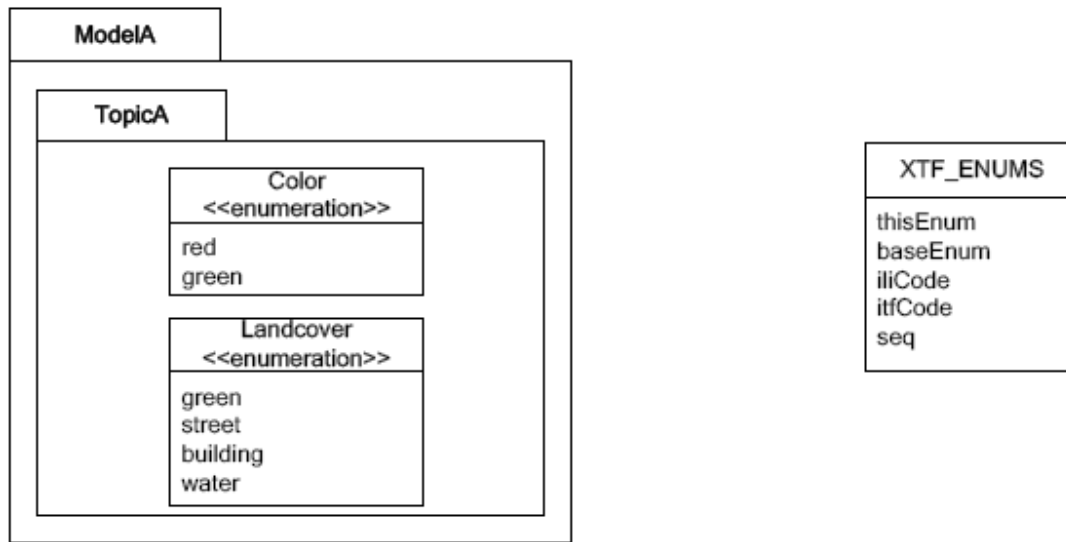 ModelA
TopicA
Color
<<enumeration>>
red
green
Landcover
<<enumeration>>
green
street
building
water
XTF_ENUMS
thisEnum
baseEnum
iliCode
itfCode
seq